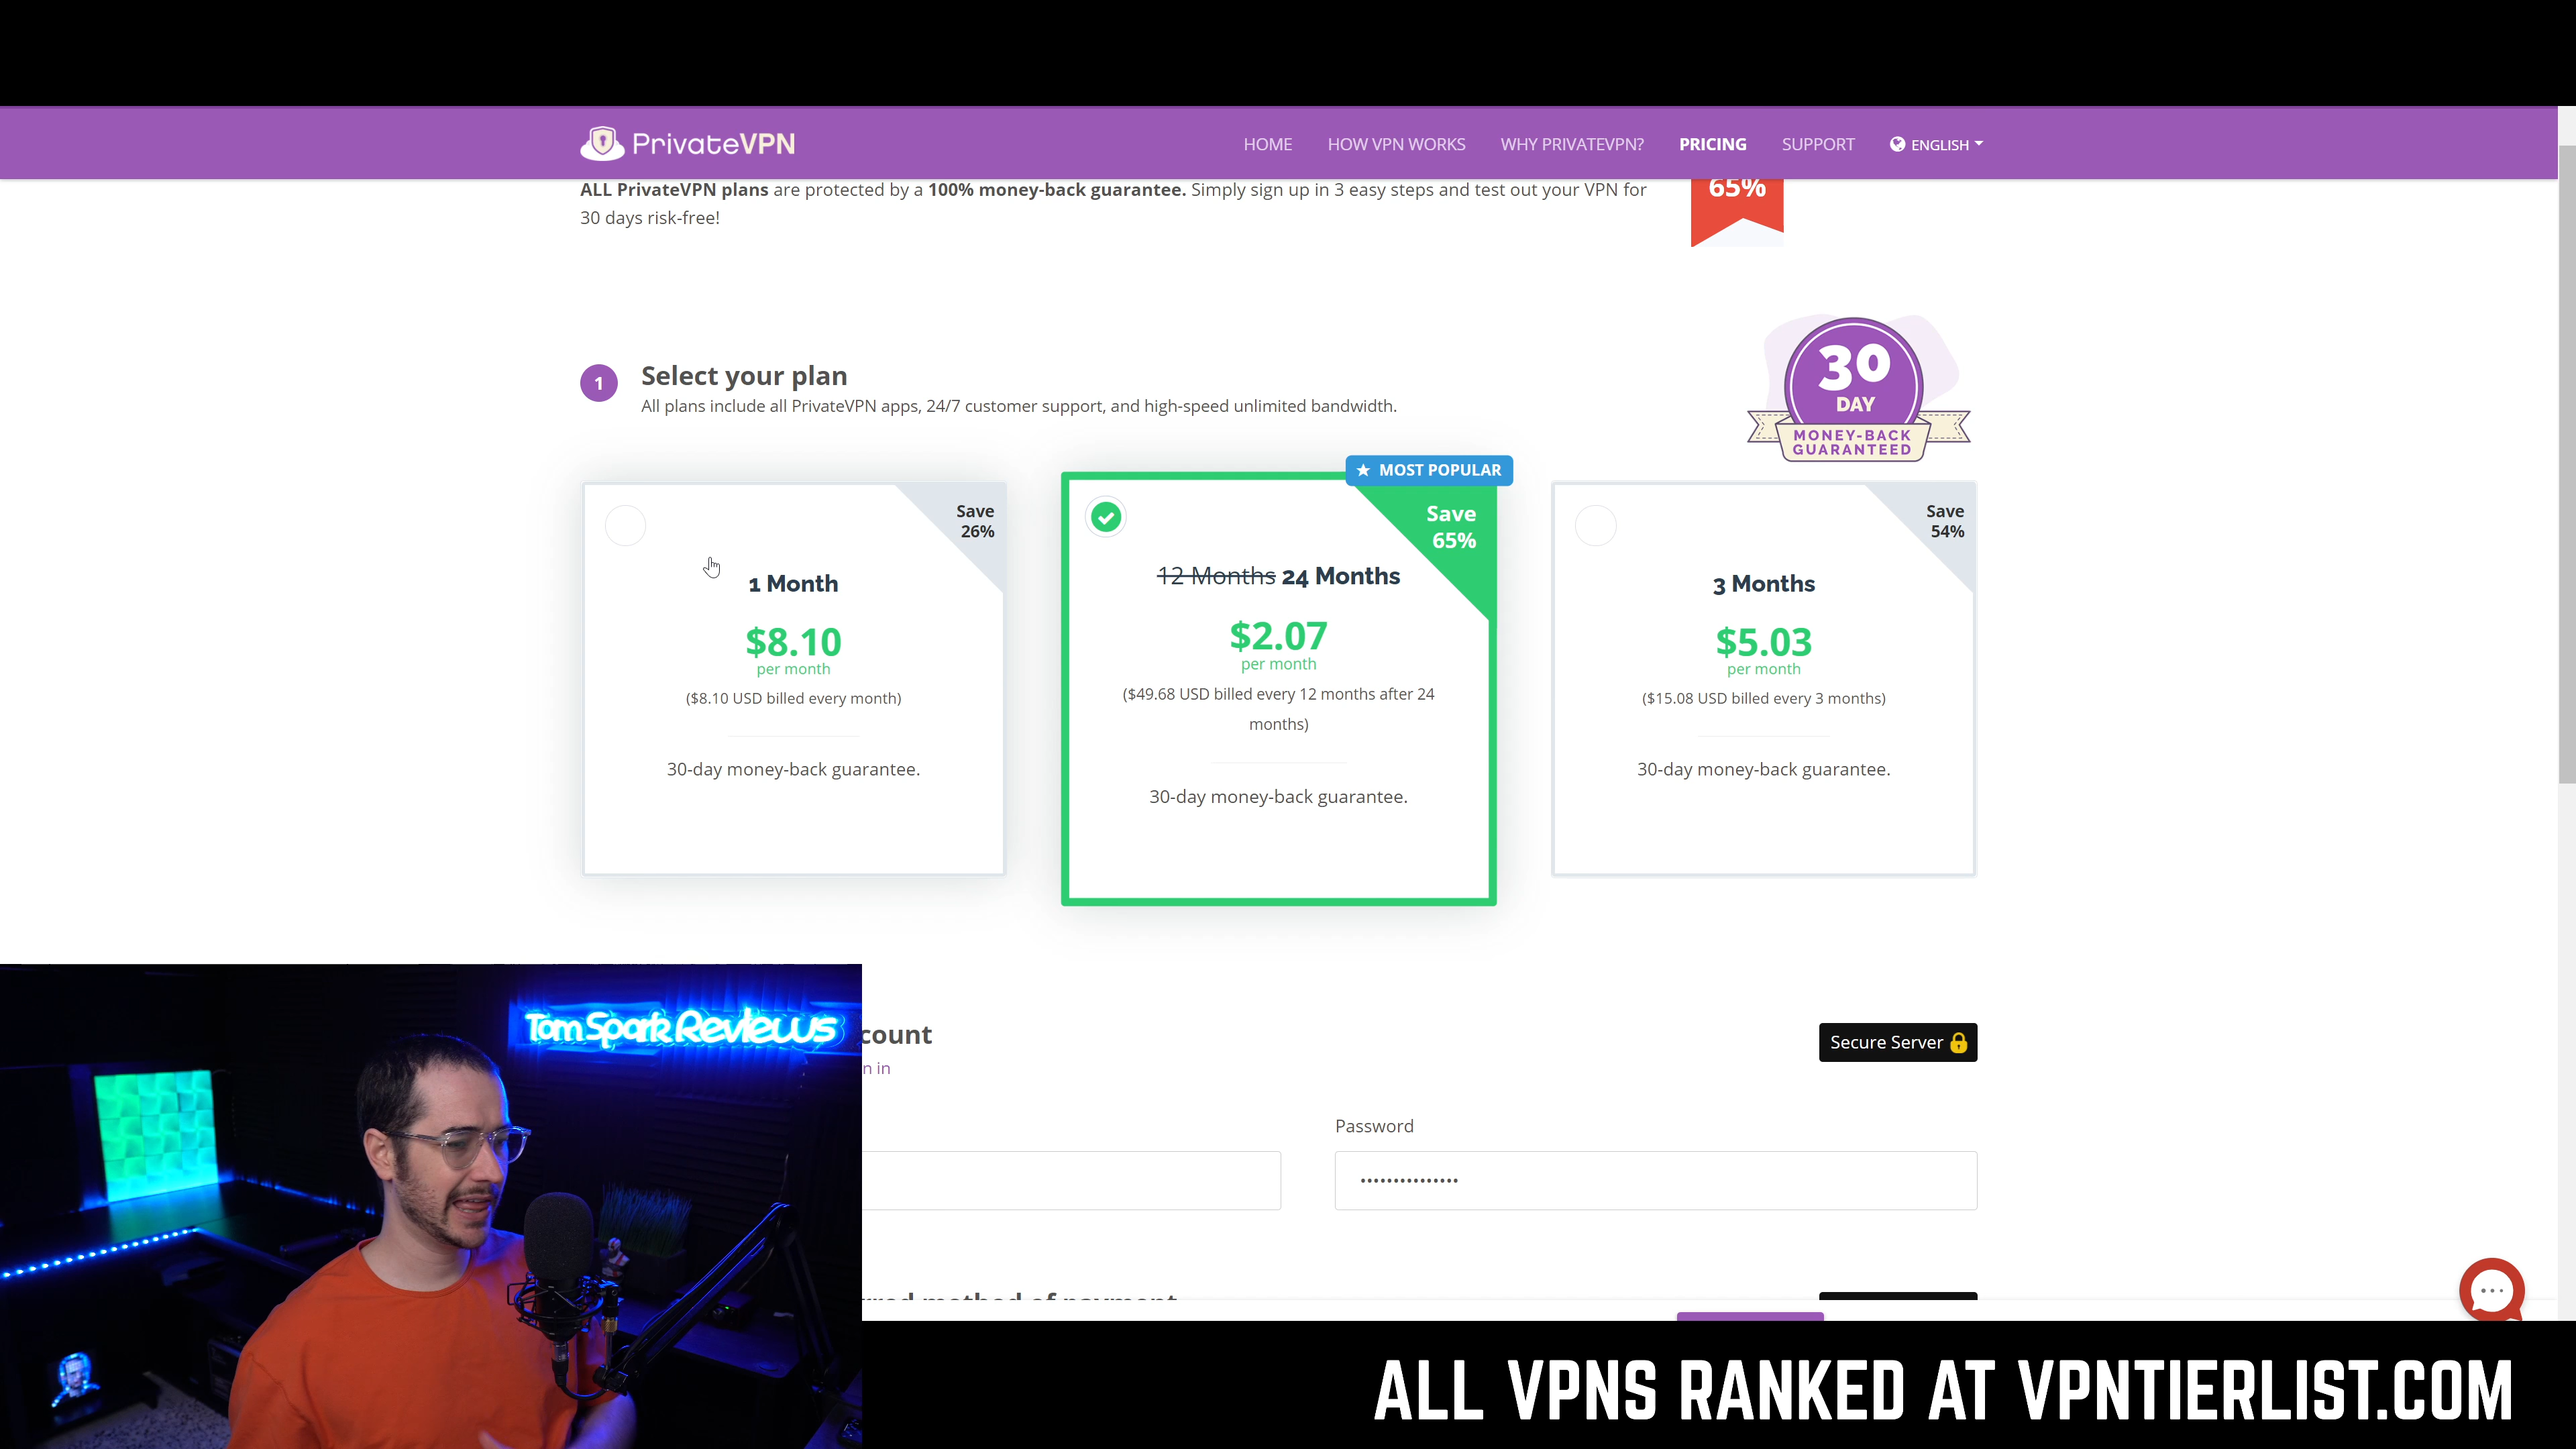 PrivateVPN
HOME
HOW VPN WORKS
WHY PRIVATEVPN?
PRICING
SUPPORT
ENGLISH
ALL PrivateVPN plans are protected by a 100% money-back guarantee. Simply sign up in 3 easy steps and test out your VPN for
30 days risk-free!
65%
1
Select your plan
All plans include all PrivateVPN apps, 24/7 customer support, and high-speed unlimited bandwidth.
30
DAY
MONEY-BACK
GUARANTEED
Save
26%
1 Month
$8.10
per month
($8.10 USD billed every month)
30-day money-back guarantee.
★ MOST POPULAR
Save
65%
12 Months 24 Months
$2.07
per month
($49.68 USD billed every 12 months after 24
months)
30-day money-back guarantee.
Save
54%
3 Months
$5.03
per month
($15.08 USD billed every 3 months)
30-day money-back guarantee.
Tom Spark Reviews
count
n in
Secure Server
Password
•••••••••••••••
method of payment
ALL VPNS RANKED AT VPNTIERLIST.COM